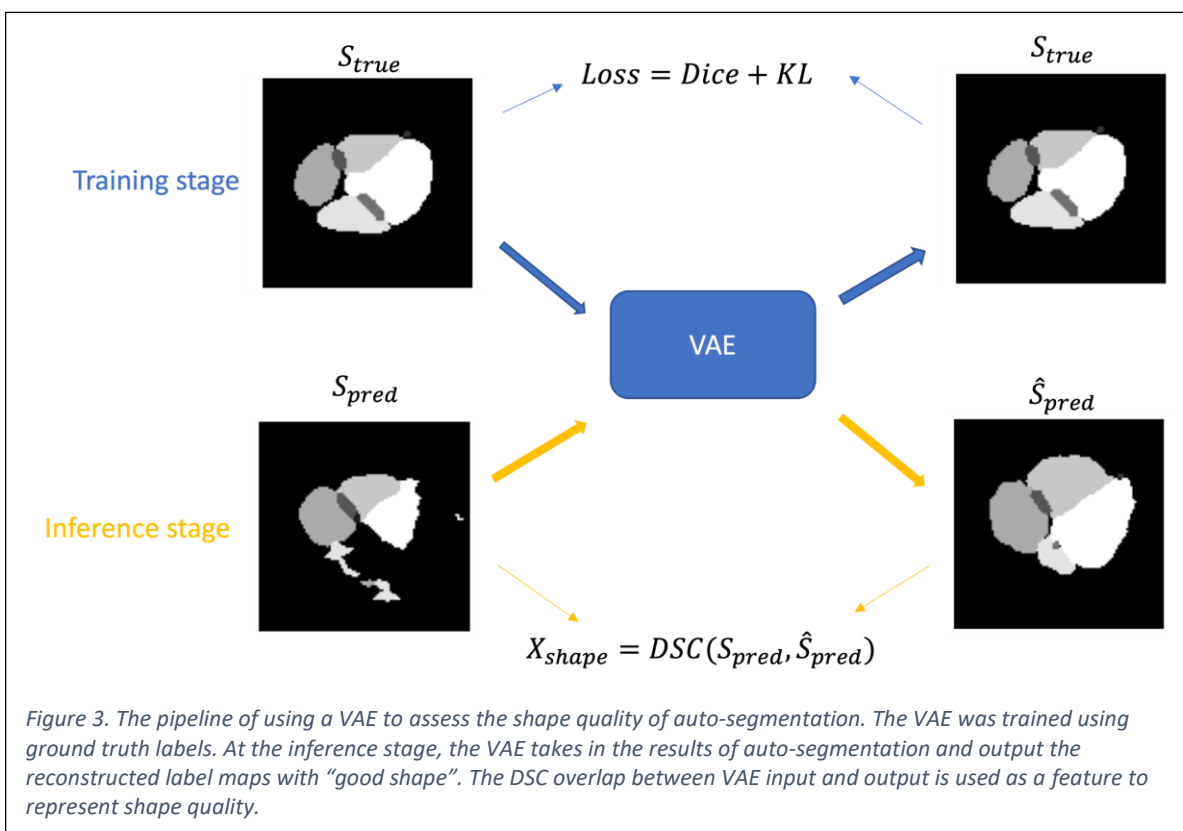 S_true
Loss = Dice + KL
S_true
Training stage
VAE
S_pred
Ŝ_pred
Inference stage
X_shape = DSC(S_pred, Ŝ_pred)
Figure 3. The pipeline of using a VAE to assess the shape quality of auto-segmentation. The VAE was trained using
ground truth labels. At the inference stage, the VAE takes in the results of auto-segmentation and output the
reconstructed label maps with “good shape”. The DSC overlap between VAE input and output is used as a feature to
represent shape quality.